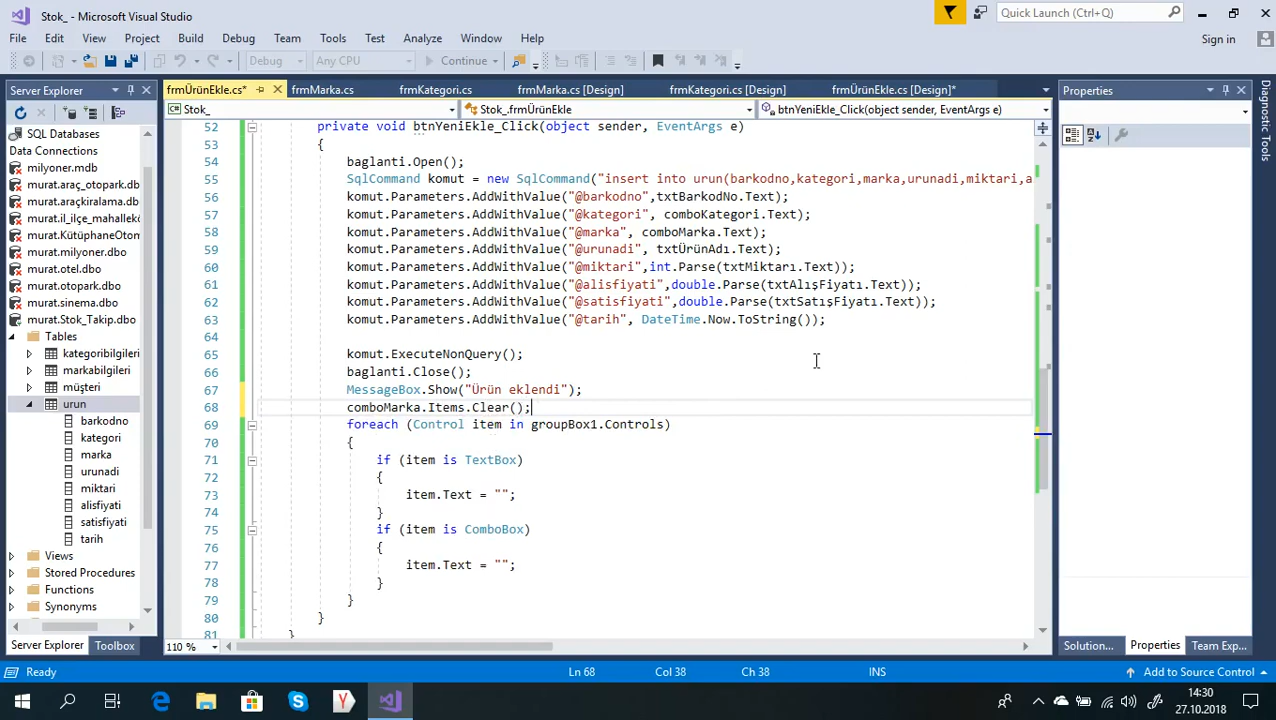 Stok_ - Microsoft Visual Studio
Quick Launch (Ctrl+Q)
File Edit View Project Build Debug Team Tools Test Analyze Window Help
Sign in
Debug Any CPU Continue
Server Explorer
frmÜrünEkle.cs* frmMarka.cs frmKategori.cs frmMarka.cs [Design] frmKategori.cs [Design] frmÜrünEkle.cs [Design]*
Properties
Diagnostic Tools
Stok_ Stok_.frmÜrünEkle btnYeniEkle_Click(object sender, EventArgs e)
SQL Databases
Data Connections
milyoner.mdb
murat.araç_otopark.db
murat.araçkiralama.db
murat.il_ilçe_mahallek
murat.KütüphaneOtom
murat.milyoner.dbo
murat.otel.dbo
murat.otopark.dbo
murat.sinema.dbo
murat.Stok_Takip.dbo
Tables
kategoribilgileri
markabilgileri
müşteri
urun
barkodno
kategori
marka
urunadi
miktari
alisfiyati
satisfiyati
tarih
Views
Stored Procedures
Functions
Synonyms
52 private void btnYeniEkle_Click(object sender, EventArgs e)
53 {
54 baglanti.Open();
55 SqlCommand komut = new SqlCommand("insert into urun(barkodno,kategori,marka,urunadi,miktari,a
56 komut.Parameters.AddWithValue("@barkodno",txtBarkodNo.Text);
57 komut.Parameters.AddWithValue("@kategori", comboKategori.Text);
58 komut.Parameters.AddWithValue("@marka", comboMarka.Text);
59 komut.Parameters.AddWithValue("@urunadi", txtÜrünAdı.Text);
60 komut.Parameters.AddWithValue("@miktari",int.Parse(txtMiktarı.Text));
61 komut.Parameters.AddWithValue("@alisfiyati",double.Parse(txtAlışFiyatı.Text));
62 komut.Parameters.AddWithValue("@satisfiyati",double.Parse(txtSatışFiyatı.Text));
63 komut.Parameters.AddWithValue("@tarih", DateTime.Now.ToString());
64
65 komut.ExecuteNonQuery();
66 baglanti.Close();
67 MessageBox.Show("Ürün eklendi");
68 comboMarka.Items.Clear();
69 foreach (Control item in groupBox1.Controls)
70 {
71 if (item is TextBox)
72 {
73 item.Text = "";
74 }
75 if (item is ComboBox)
76 {
77 item.Text = "";
78 }
79 }
80 }
81 }
Server Explorer Toolbox
110 %
Solution... Properties Team Exp...
Ready
Ln 68 Col 38 Ch 38 INS
Add to Source Control
14:30
27.10.2018